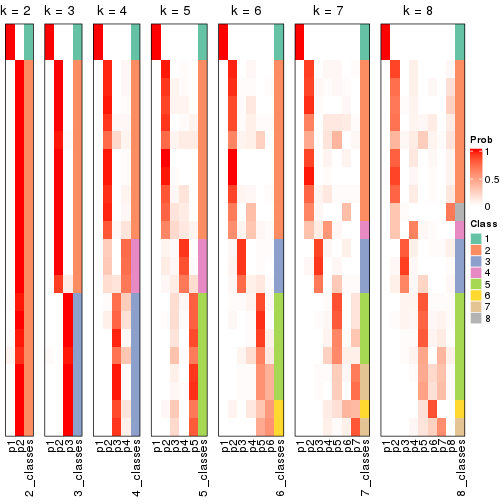 k = 2 k = 3 k = 4 k = 5 k = 6 k = 7 k = 8
Prob
1
0.5
0
Class
1
2
3
4
5
6
7
8
p1 p2 2_classes
p1 p2 p3 3_classes
p1 p2 p3 p4 4_classes
p1 p2 p3 p4 p5 5_classes
p1 p2 p3 p4 p5 p6 6_classes
p1 p2 p3 p4 p5 p6 p7 7_classes
p1 p2 p3 p4 p5 p6 p7 p8 8_classes